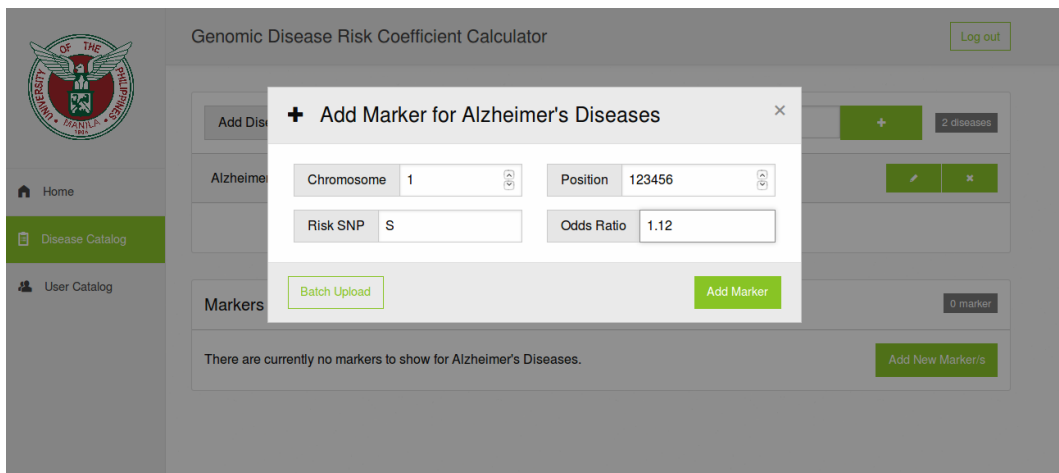 UNIVERSITY OF THE PHILIPPINES
MANILA
1908
Genomic Disease Risk Coefficient Calculator
Log out
Home
Disease Catalog
User Catalog
Add Dise
2 diseases
Alzheimer
Add Marker for Alzheimer's Diseases
Chromosome 1
Position 123456
Risk SNP S
Odds Ratio 1.12
Batch Upload
Add Marker
Markers
0 marker
There are currently no markers to show for Alzheimer's Diseases.
Add New Marker/s